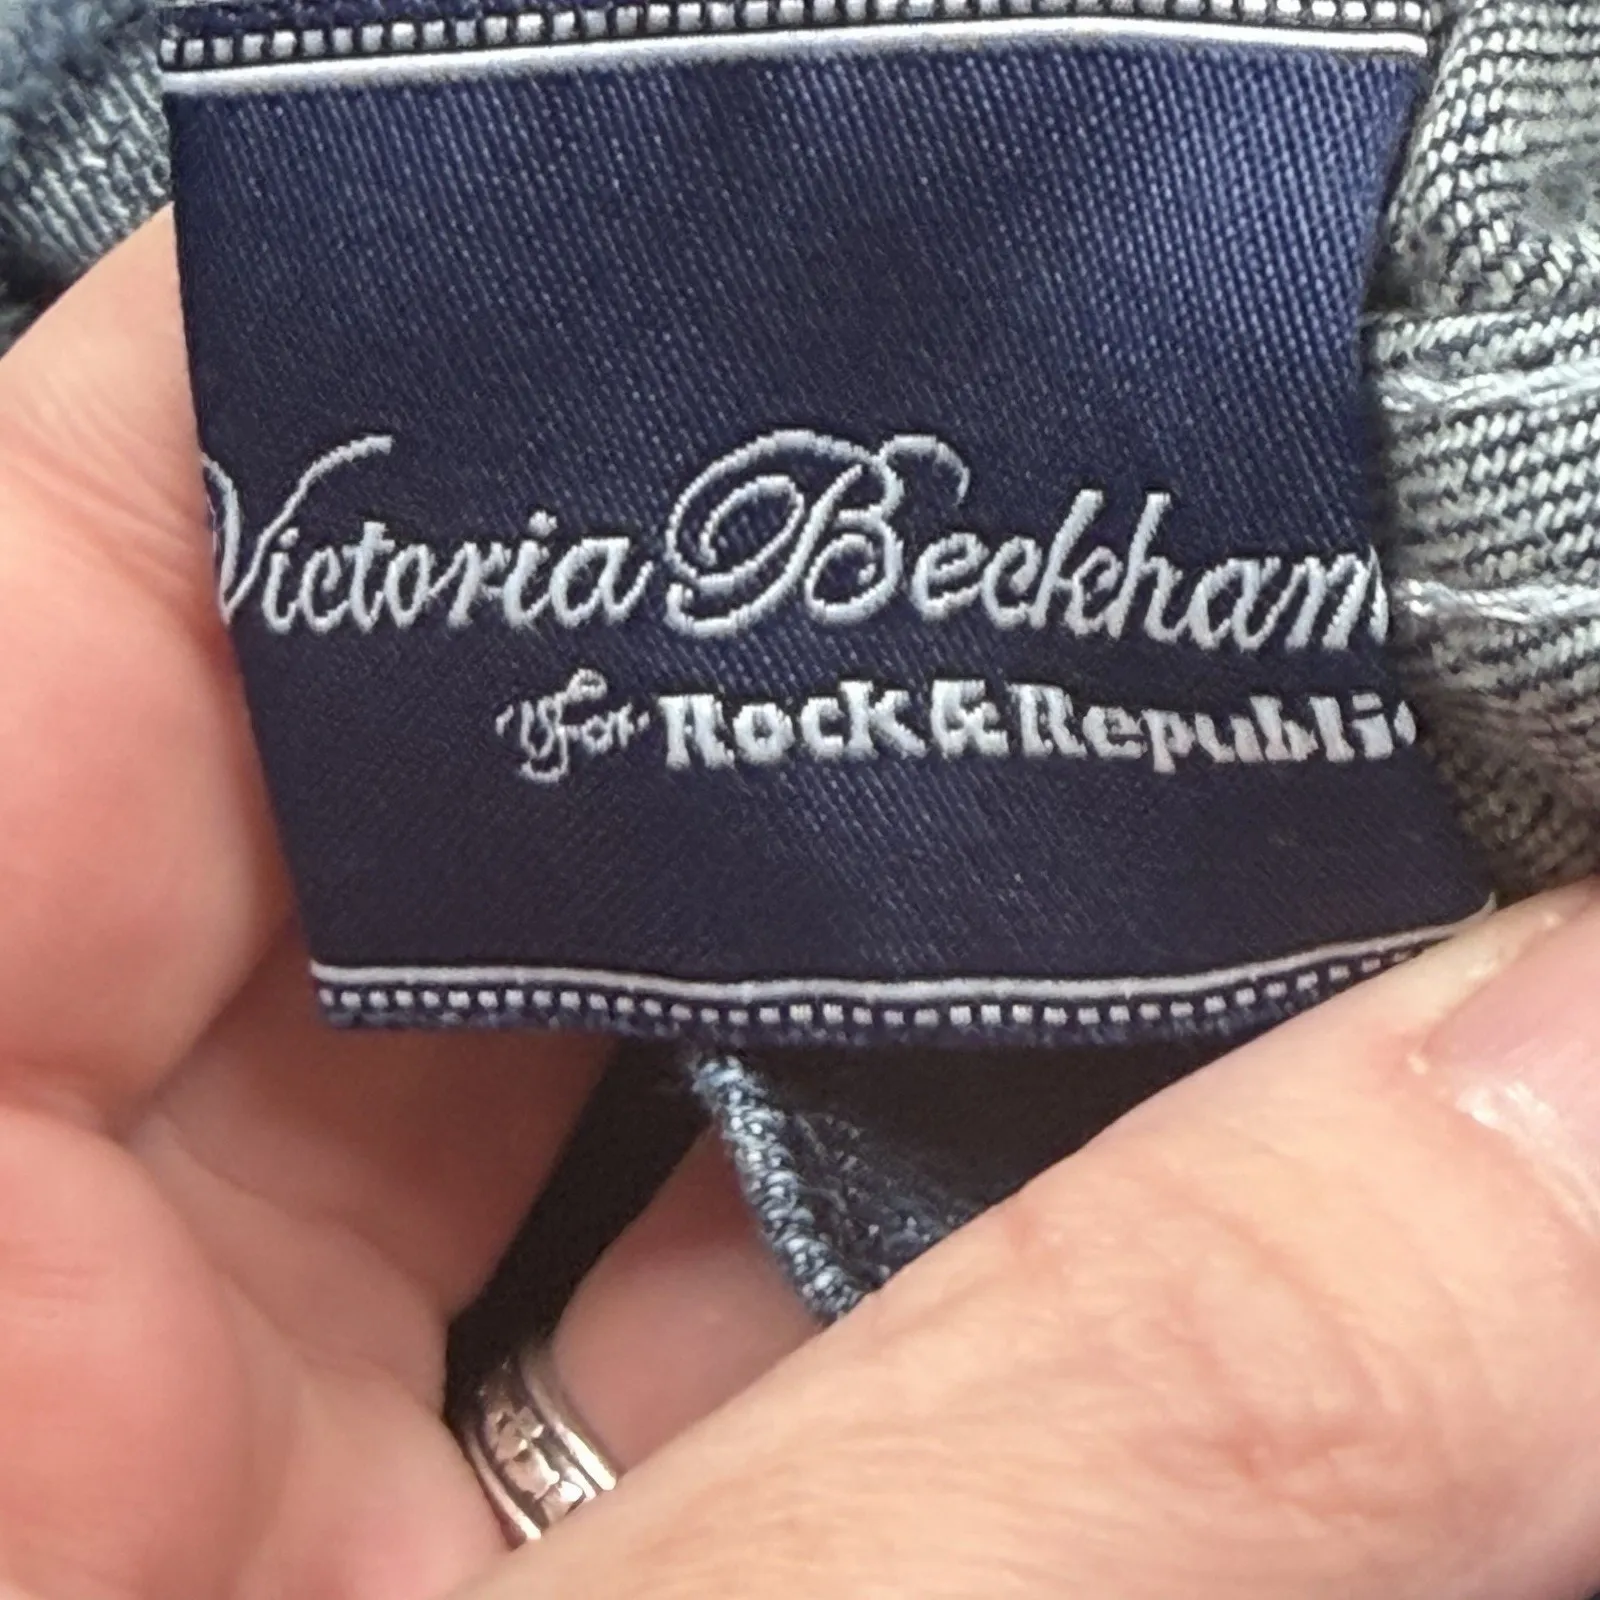 Victoria Beckham
for Rock & Republic